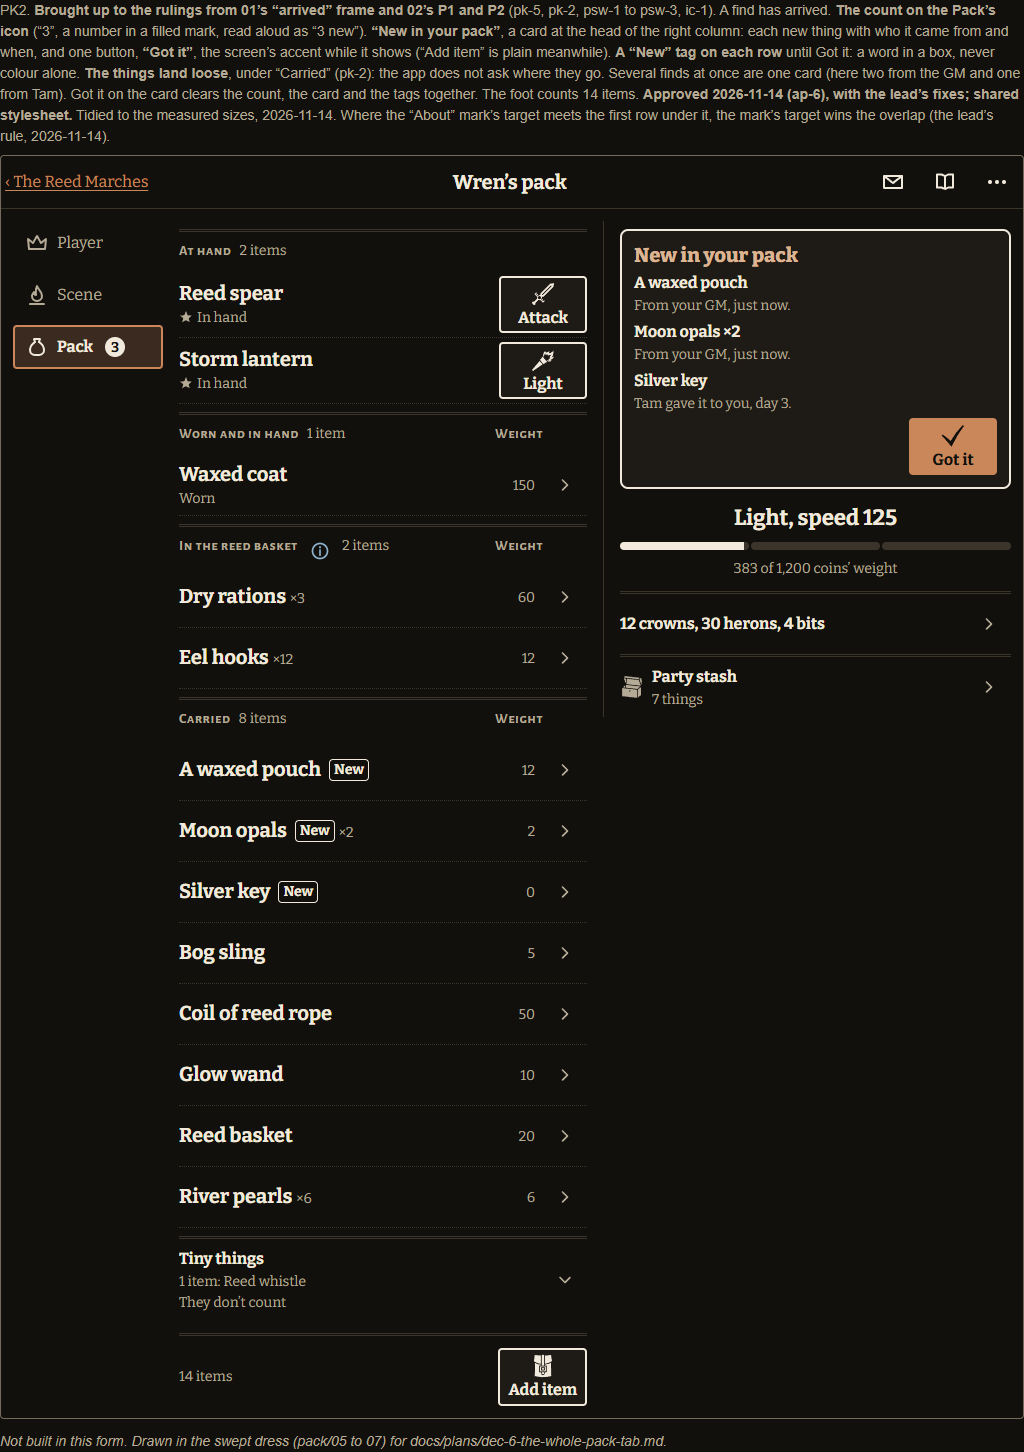 PK2. Brought up to the rulings from 01’s “arrived” frame and 02’s P1 and P2 (pk-5, pk-2, psw-1 to psw-3, ic-1). A find has arrived. The count on the Pack’s
icon (“3”, a number in a filled mark, read aloud as “3 new”). “New in your pack”, a card at the head of the right column: each new thing with who it came from and
when, and one button, “Got it”, the screen’s accent while it shows (“Add item” is plain meanwhile). A “New” tag on each row until Got it: a word in a box, never
colour alone. The things land loose, under “Carried” (pk-2): the app does not ask where they go. Several finds at once are one card (here two from the GM and one
from Tam). Got it on the card clears the count, the card and the tags together. The foot counts 14 items. Approved 2026-11-14 (ap-6), with the lead’s fixes; shared
stylesheet. Tidied to the measured sizes, 2026-11-14. Where the “About” mark’s target meets the first row under it, the mark’s target wins the overlap (the lead’s
rule, 2026-11-14).
‹ The Reed Marches
Wren’s pack
Player
Scene
Pack 3
At hand 2 items
Reed spear
★ In hand
Attack
Storm lantern
★ In hand
Light
Worn and in hand 1 item Weight
Waxed coat
Worn
150
In the reed basket 2 items Weight
Dry rations ×3 60
Eel hooks ×12 12
Carried 8 items Weight
A waxed pouch New 12
Moon opals New ×2 2
Silver key New 0
Bog sling 5
Coil of reed rope 50
Glow wand 10
Reed basket 20
River pearls ×6 6
Tiny things
1 item: Reed whistle
They don’t count
14 items
Add item
New in your pack
A waxed pouch
From your GM, just now.
Moon opals ×2
From your GM, just now.
Silver key
Tam gave it to you, day 3.
Got it
Light, speed 125
383 of 1,200 coins’ weight
12 crowns, 30 herons, 4 bits
Party stash
7 things
Not built in this form. Drawn in the swept dress (pack/05 to 07) for docs/plans/dec-6-the-whole-pack-tab.md.